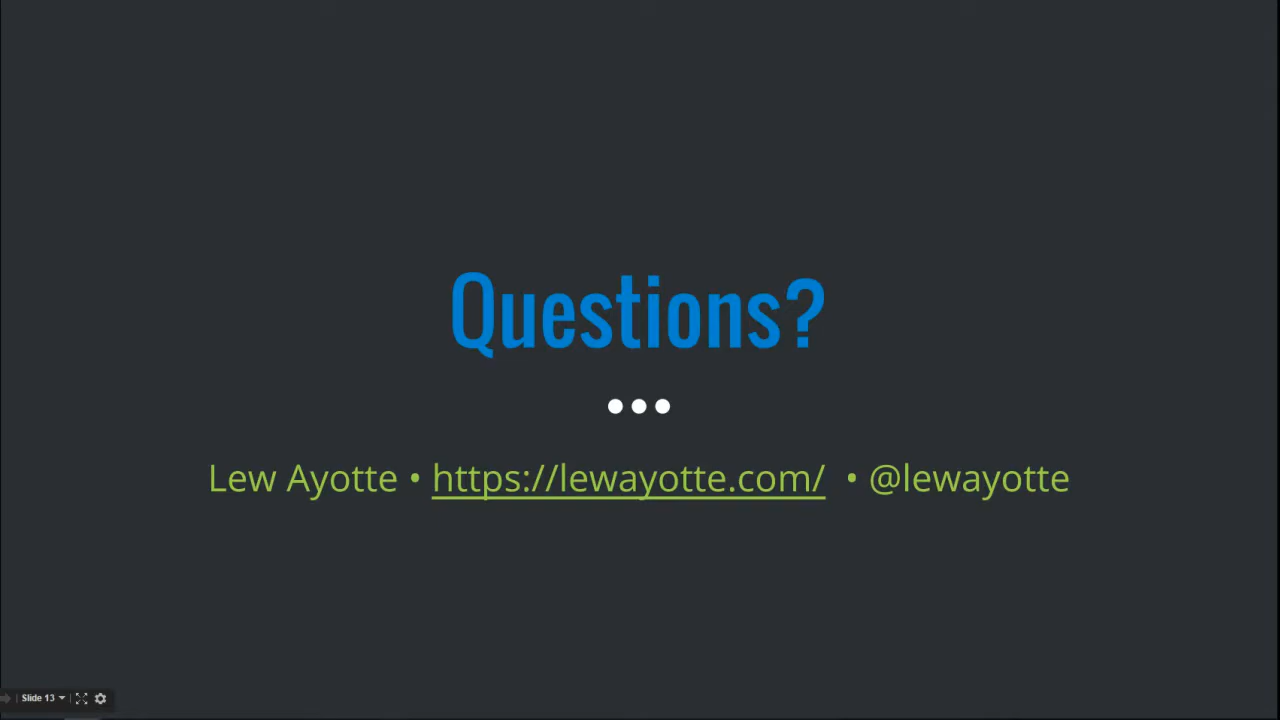 Questions?
Lew Ayotte • https://lewayotte.com/ • @lewayotte
Slide 13